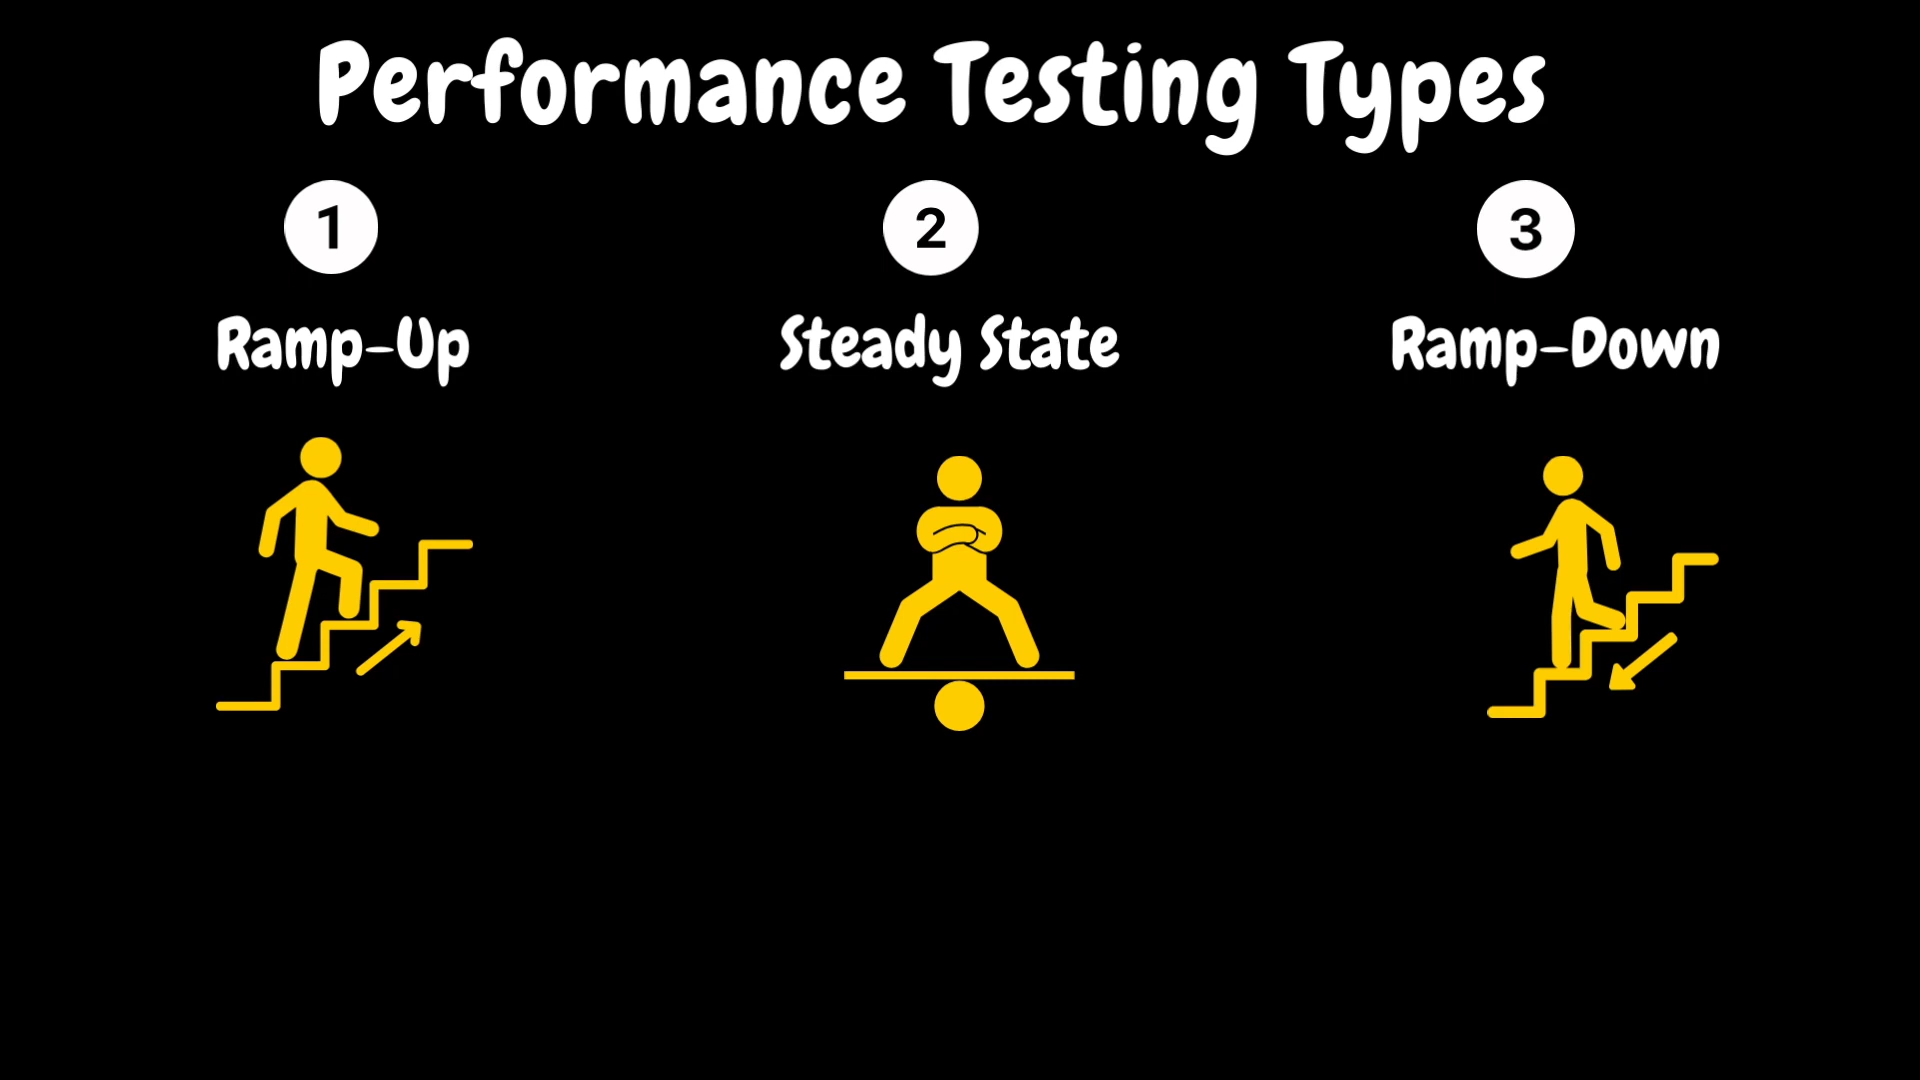 Performance Testing Types
1
2
3
Ramp-Up
Steady State
Ramp-Down